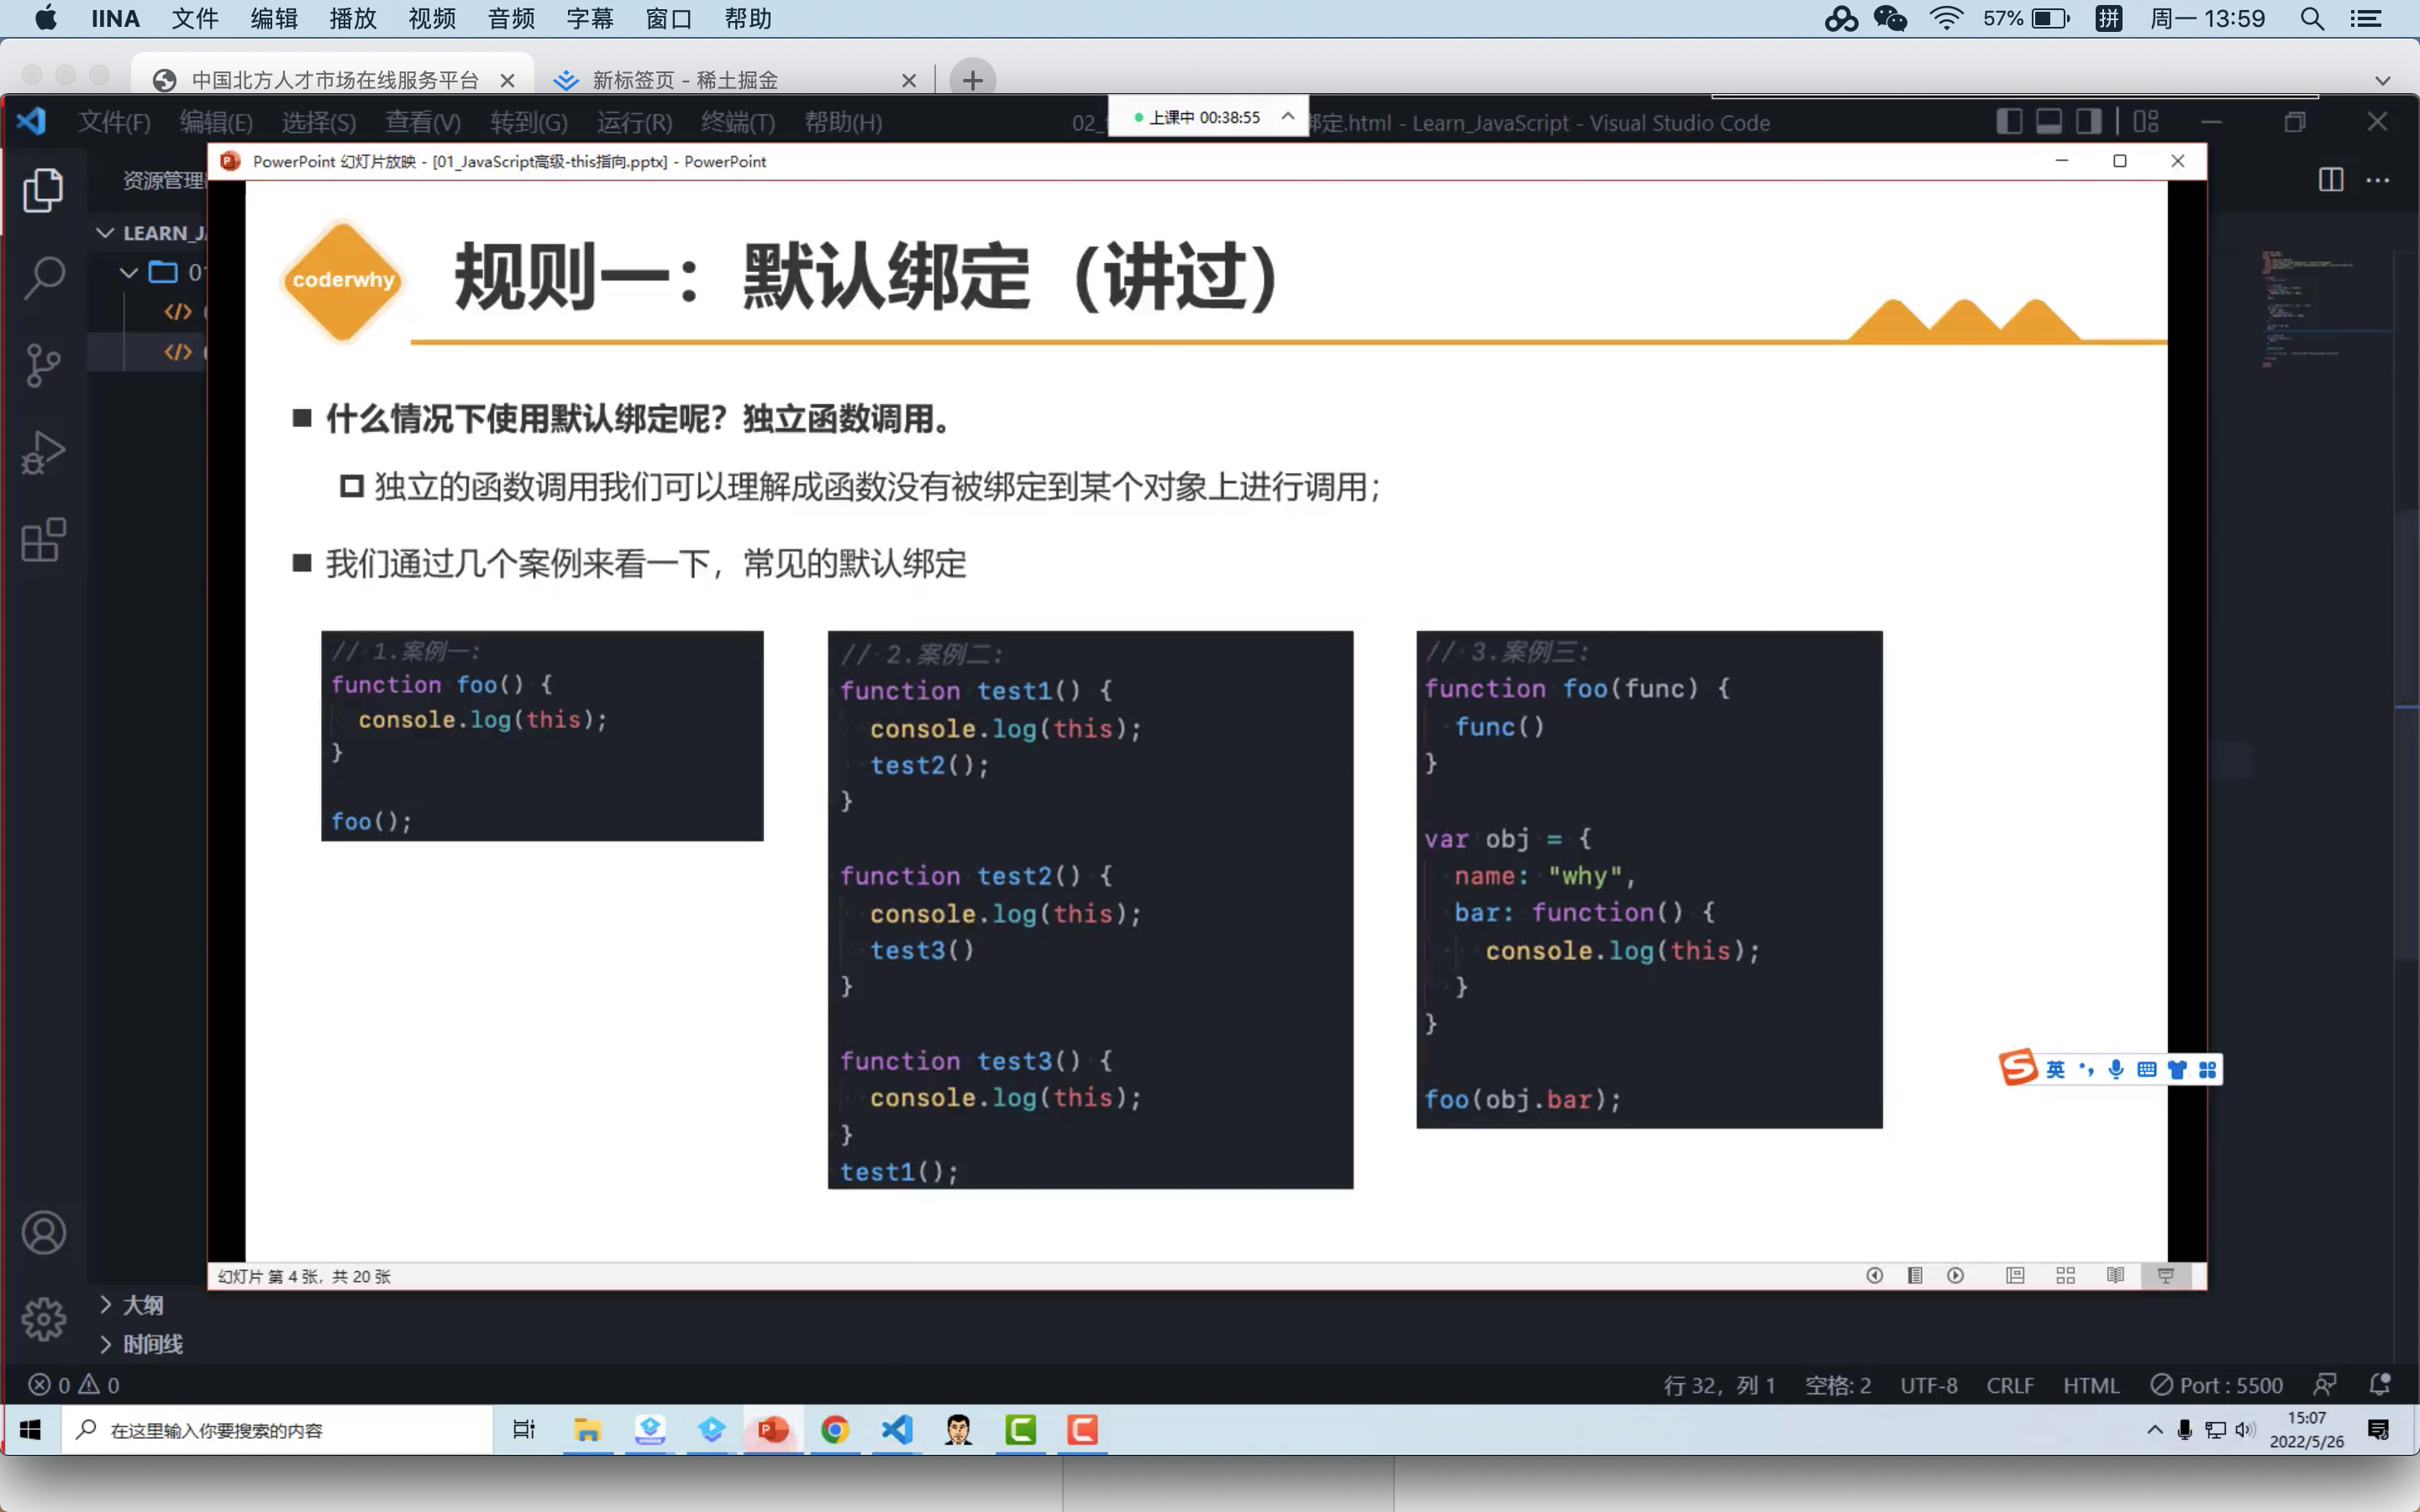 IINA 文件 编辑 播放 视频 音频 字幕 窗口 帮助 57% 拼 周一 13:59
中国北方人才市场在线服务平台 新标签页 - 稀土掘金
文件(F) 编辑(E) 选择(S) 查看(V) 转到(G) 运行(R) 终端(T) 帮助(H) 02_ 上课中 00:38:55 绑定.html - Learn_JavaScript - Visual Studio Code
PowerPoint 幻灯片放映 - [01_JavaScript高级-this指向.pptx] - PowerPoint
资源管理
LEARN_JA
01
coderwhy
规则一：默认绑定（讲过）
什么情况下使用默认绑定呢？独立函数调用。
独立的函数调用我们可以理解成函数没有被绑定到某个对象上进行调用；
我们通过几个案例来看一下，常见的默认绑定
// 1.案例一:
function foo() {
console.log(this);
}
foo();
// 2.案例二:
function test1() {
console.log(this);
test2();
}
function test2() {
console.log(this);
test3()
}
function test3() {
console.log(this);
}
test1();
// 3.案例三:
function foo(func) {
func()
}
var obj = {
name: "why",
bar: function() {
console.log(this);
}
}
foo(obj.bar);
英
幻灯片 第 4 张，共 20 张
大纲
时间线
0 0 行 32，列 1 空格: 2 UTF-8 CRLF HTML Port : 5500
在这里输入你要搜索的内容
15:07
2022/5/26